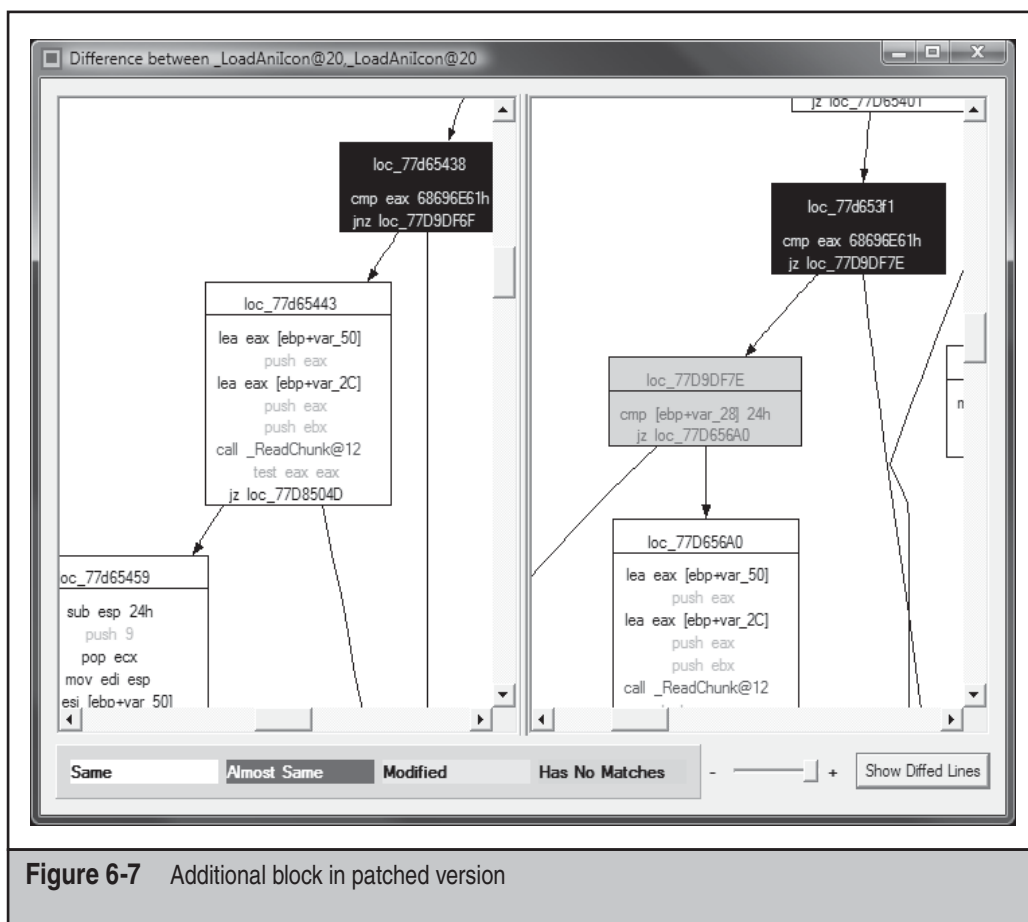 Difference between _LoadAniIcon@20,_LoadAniIcon@20
loc_77d65438
cmp eax 68696E61h
jnz loc_77D9DF6F
loc_77d65443
lea eax [ebp+var_50]
push eax
lea eax [ebp+var_2C]
push eax
push ebx
call _ReadChunk@12
test eax eax
jz loc_77D8504D
oc_77d65459
sub esp 24h
push 9
pop ecx
mov edi esp
esi [ebp+var_50]
jz loc_77D65401
loc_77d653f1
cmp eax 68696E61h
jz loc_77D9DF7E
loc_77D9DF7E
cmp [ebp+var_28] 24h
jz loc_77D656A0
loc_77D656A0
lea eax [ebp+var_50]
push eax
lea eax [ebp+var_2C]
push eax
push ebx
call _ReadChunk@12
Same Almost Same Modified Has No Matches - + Show Diffed Lines
Figure 6-7 Additional block in patched version